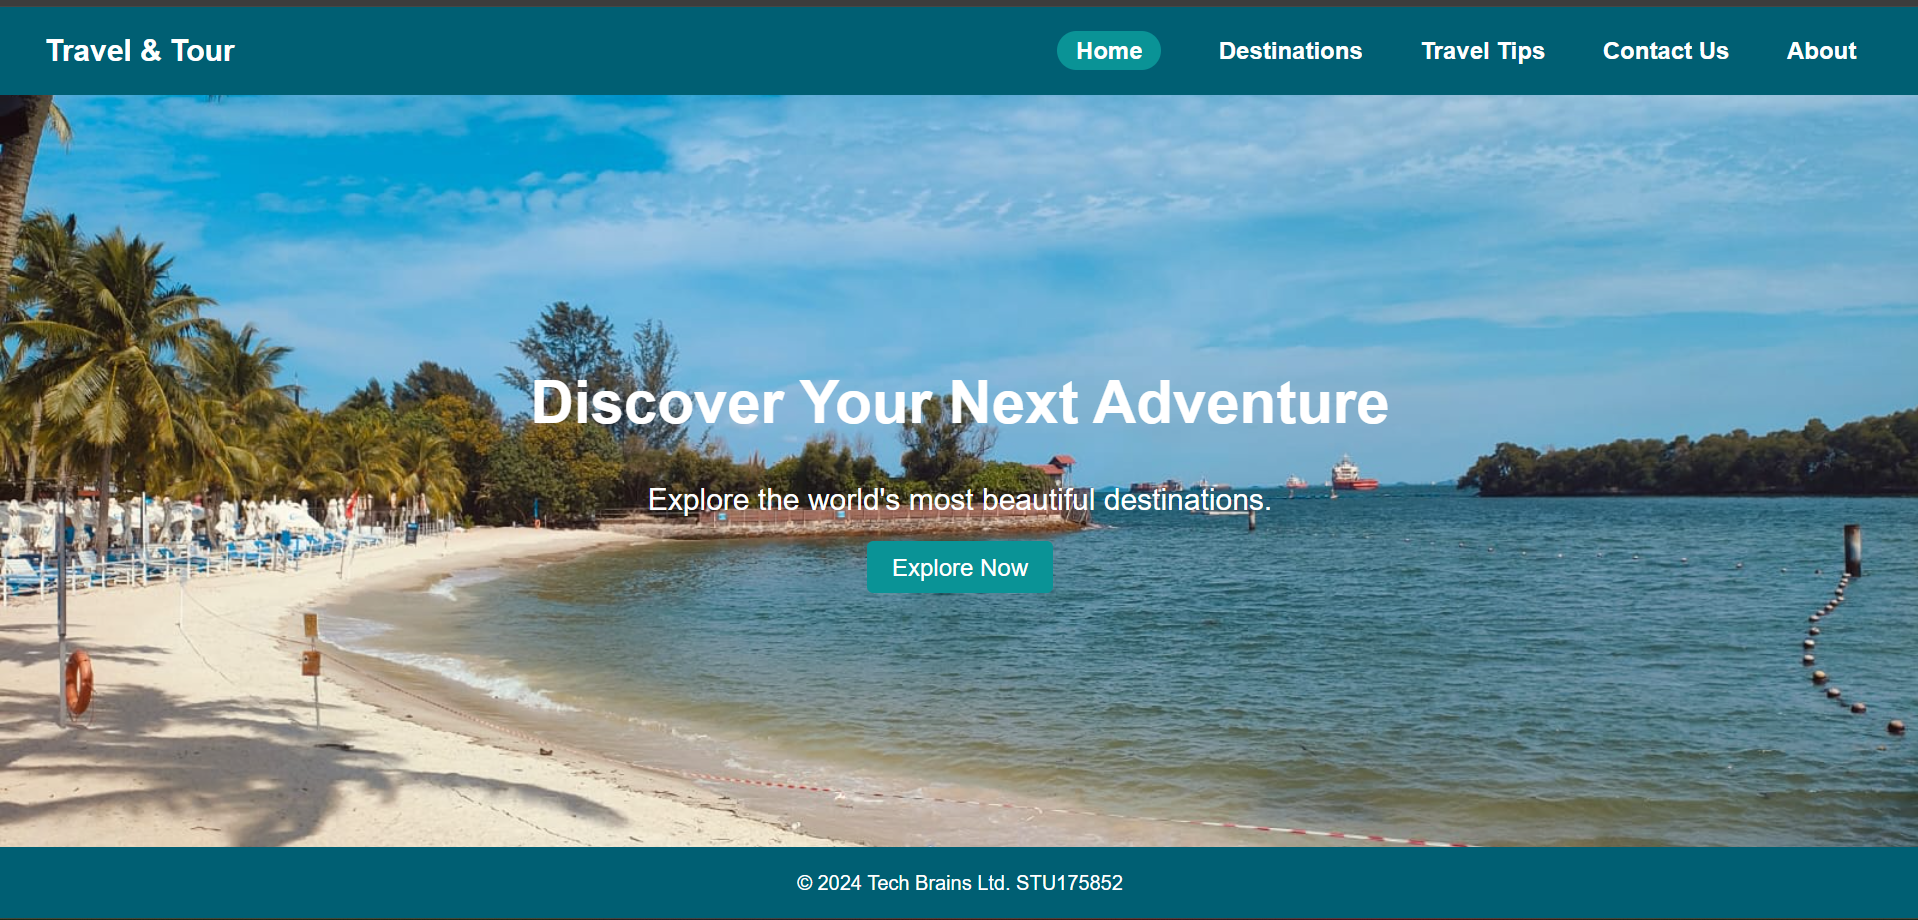 Travel & Tour
Home
Destinations
Travel Tips
Contact Us
About
Discover Your Next Adventure
Explore the world's most beautiful destinations.
Explore Now
© 2024 Tech Brains Ltd. STU175852